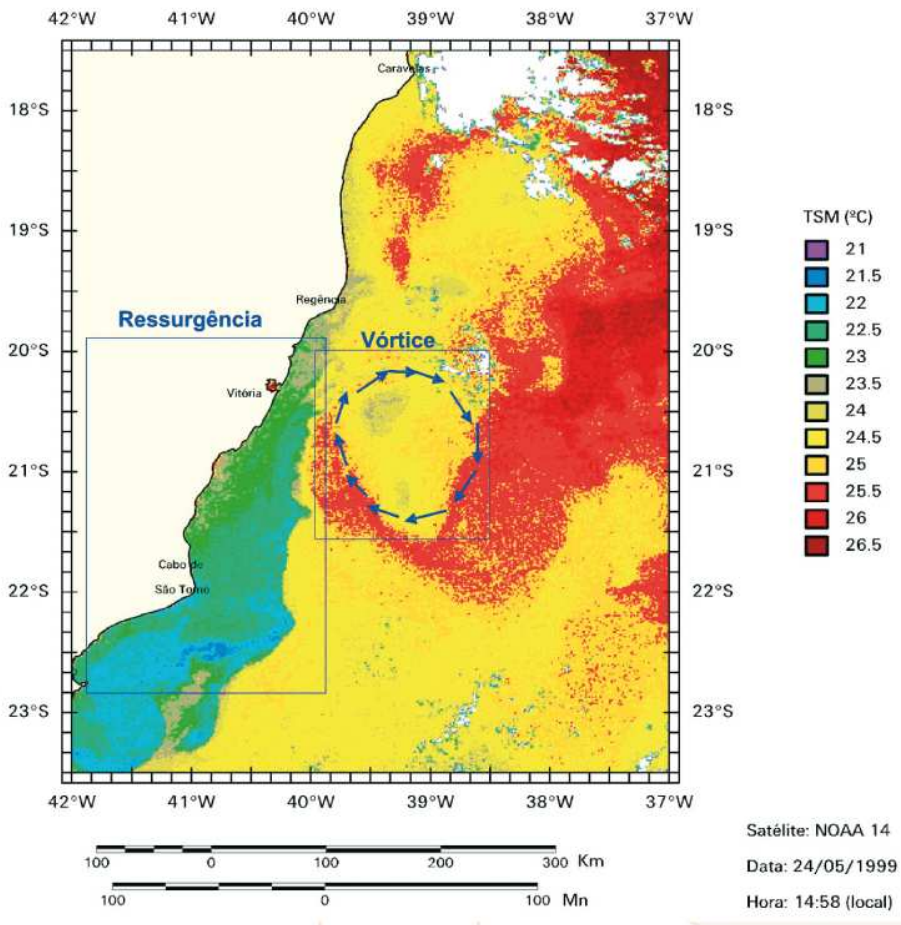 42°W 41°W 40°W 39°W 38°W 37°W
Caravelas
18°S
18°S
19°S
19°S
TSM (ºC)
21
21.5
22
22.5
23
23.5
24
24.5
25
25.5
26
26.5
Regência
Ressurgência
Vórtice
20°S
20°S
Vitória
21°S
21°S
Cabo de
São Tomé
22°S
22°S
23°S
23°S
42°W 41°W 40°W 39°W 38°W 37°W
100 0 100 200 300 Km
100 0 100 Mn
Satélite: NOAA 14
Data: 24/05/1999
Hora: 14:58 (local)